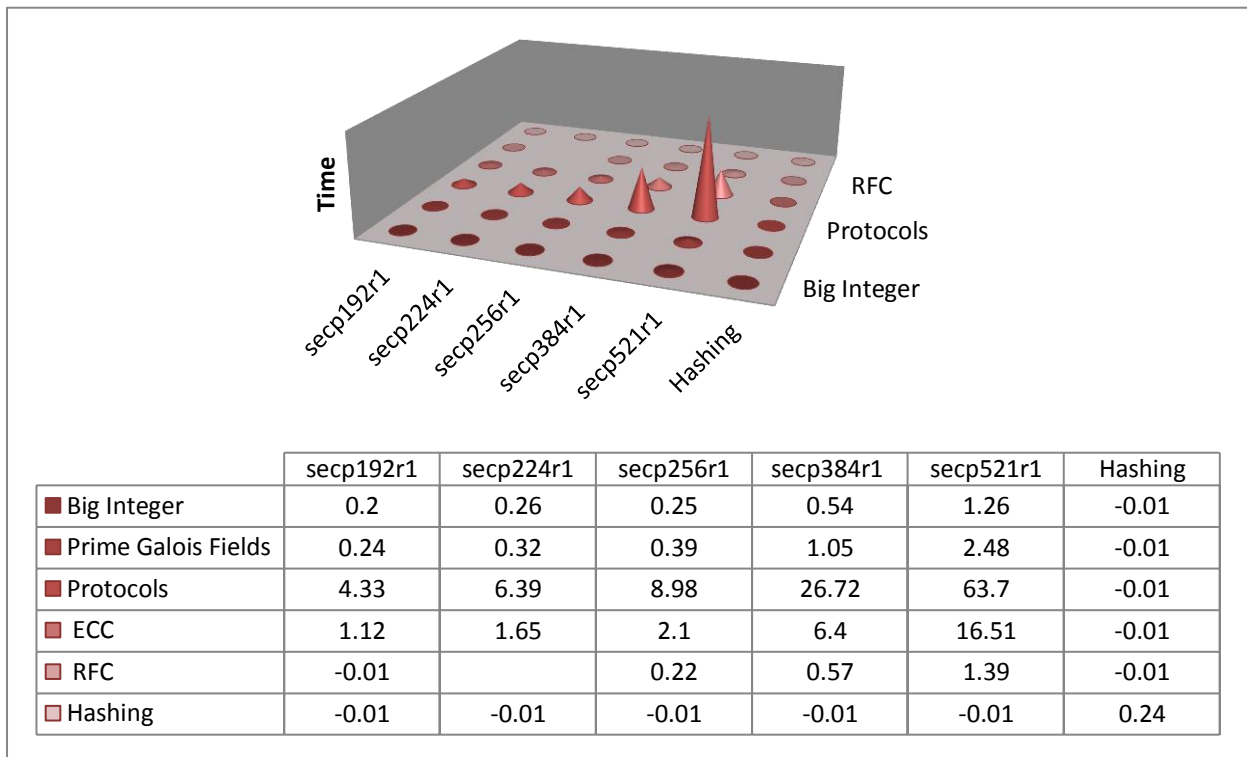 Time
RFC
Protocols
Big Integer
secp192r1
secp224r1
secp256r1
secp384r1
secp521r1
Hashing
secp192r1 secp224r1 secp256r1 secp384r1 secp521r1 Hashing
Big Integer 0.2 0.26 0.25 0.54 1.26 -0.01
Prime Galois Fields 0.24 0.32 0.39 1.05 2.48 -0.01
Protocols 4.33 6.39 8.98 26.72 63.7 -0.01
ECC 1.12 1.65 2.1 6.4 16.51 -0.01
RFC -0.01 0.22 0.57 1.39 -0.01
Hashing -0.01 -0.01 -0.01 -0.01 -0.01 0.24